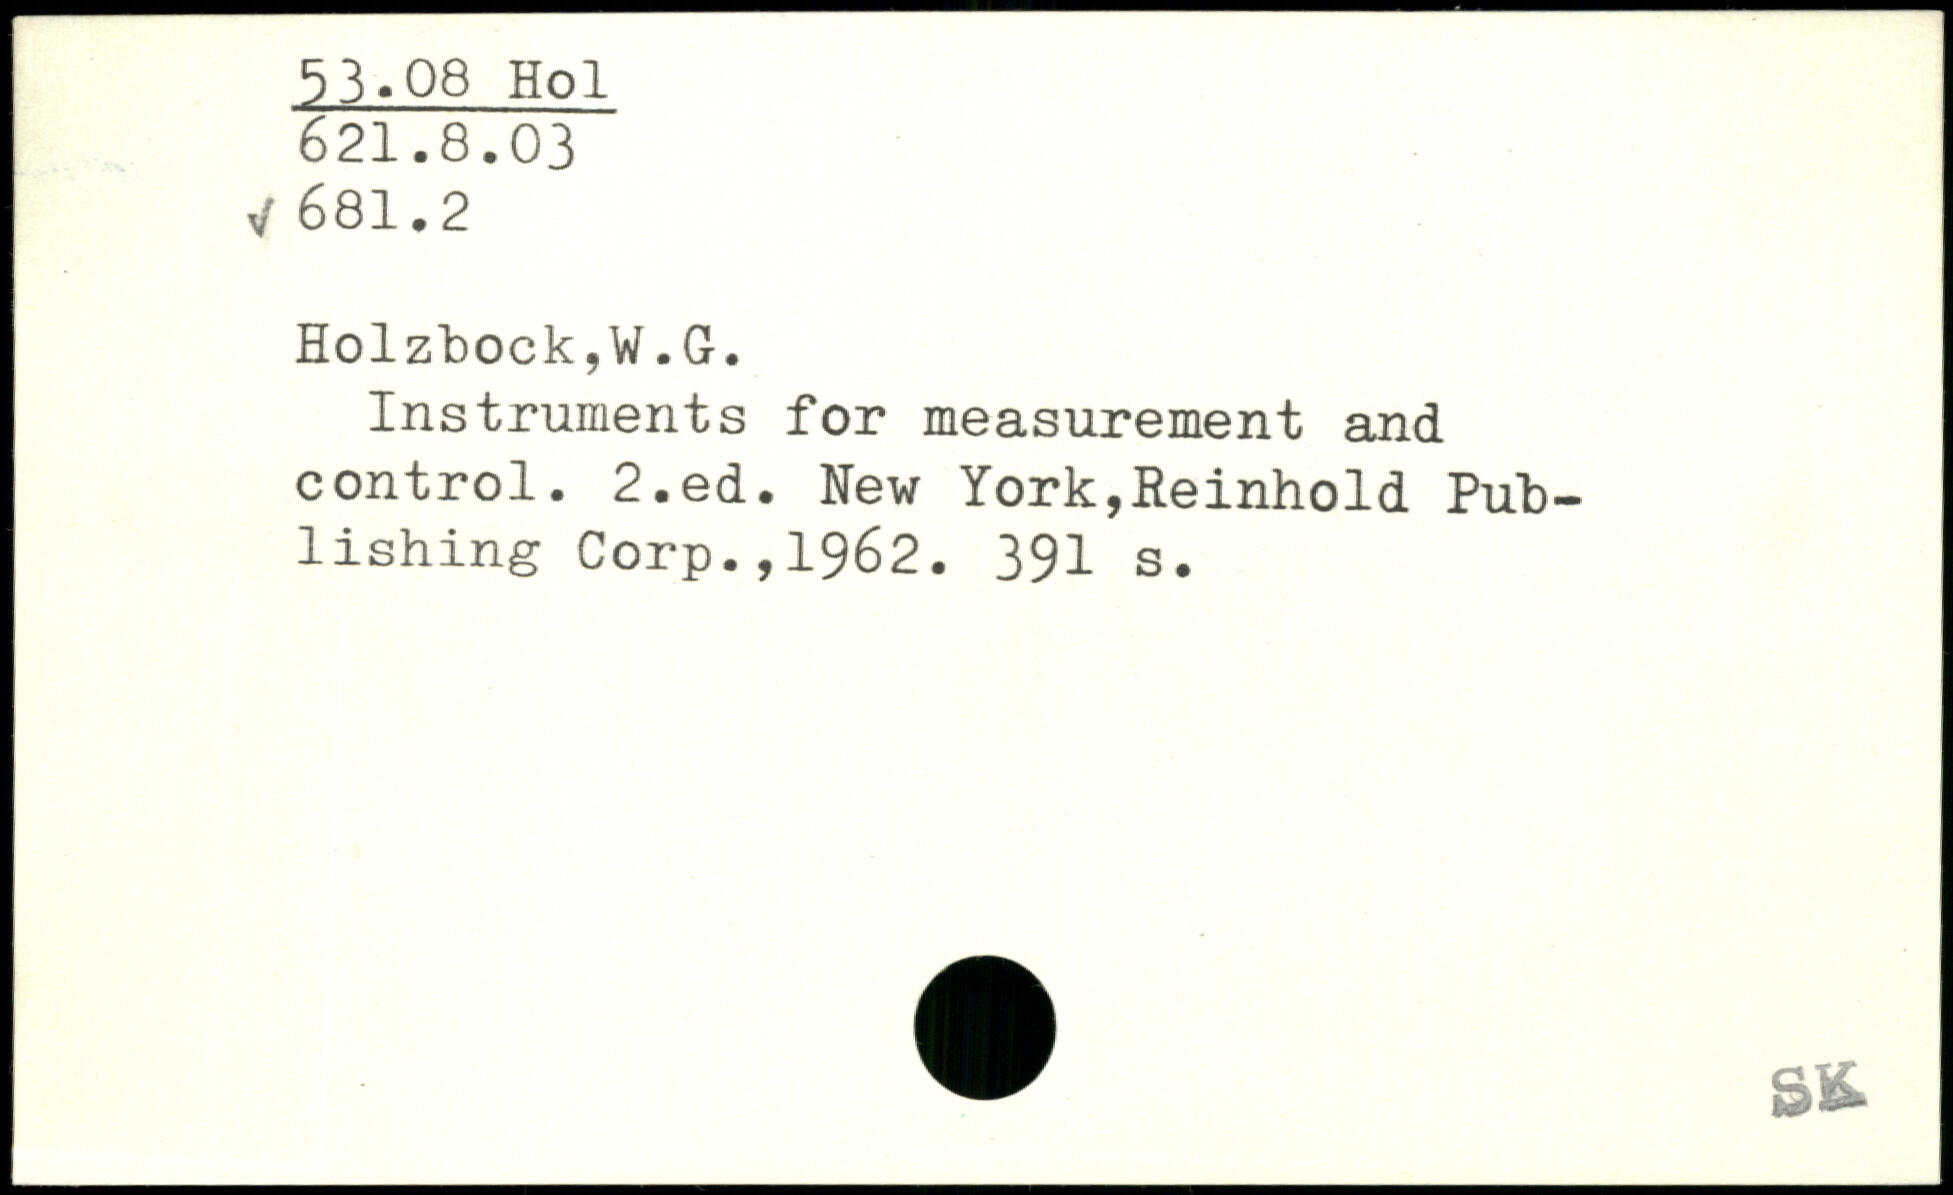 53.08 Hol
621.8.03
✓ 681.2
Holzbock,W.G.
Instruments for measurement and
control. 2.ed. New York,Reinhold Pub-
lishing Corp.,1962. 391 s.
SK